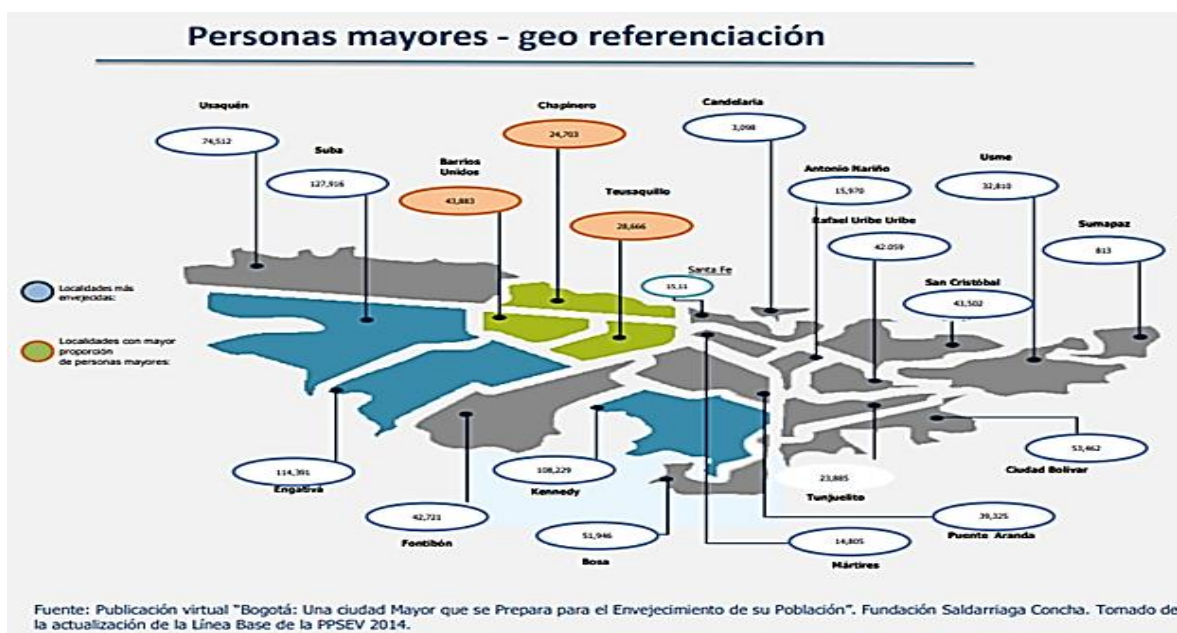 Personas mayores - geo referenciación
Usaquén
74,512
Suba
127,916
Barrios
Unidos
43,883
Chapinero
24,703
Teusaquillo
28,666
Candelaria
3,098
Santa Fe
15,11
Antonio Nariño
15,970
Rafael Uribe Uribe
42.059
Usme
32,810
San Cristóbal
43,502
Sumapaz
813
Localidades más
envejecidas:
Localidades con mayor
proporción
de personas mayores:
114,391
Engativá
42,721
Fontibón
108,229
Kennedy
51,946
Bosa
23,885
Tunjuelito
14,805
Mártires
39,325
Puente Aranda
53,462
Ciudad Bolívar
Fuente: Publicación virtual "Bogotá: Una ciudad Mayor que se Prepara para el Envejecimiento de su Población". Fundación Saldarriaga Concha. Tomado de
la actualización de la Línea Base de la PPSEV 2014.